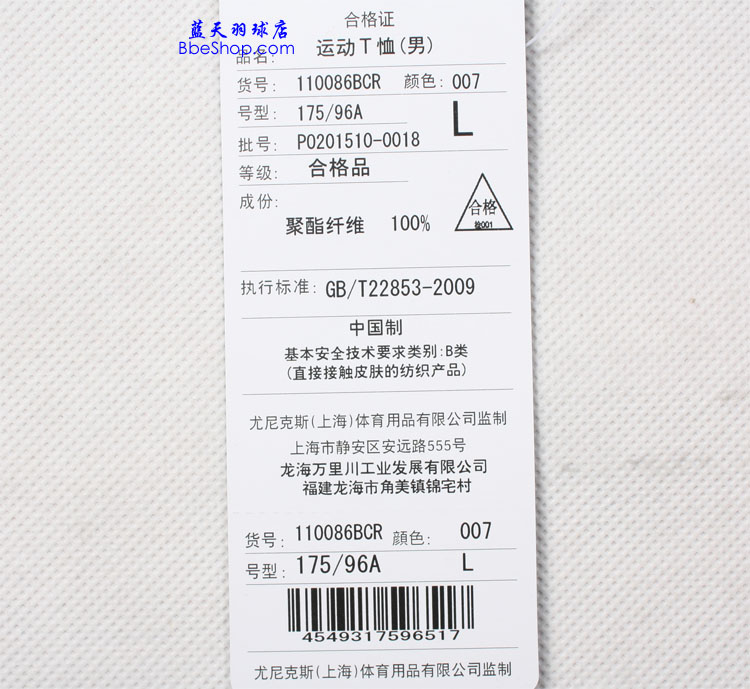 合格证
蓝天羽球店
BbeShop.com
品名: 运动T恤(男)
货号: 110086BCR 颜色: 007
号型: 175/96A L
批号: P0201510-0018
等级: 合格品
成份:
聚酯纤维 100%
合格
检001
执行标准: GB/T22853-2009
中国制
基本安全技术要求类别:B类
(直接接触皮肤的纺织产品)
尤尼克斯(上海)体育用品有限公司监制
上海市静安区安远路555号
龙海万里川工业发展有限公司
福建龙海市角美镇锦宅村
货号: 110086BCR 顔色: 007
号型: 175/96A L
4549317596517
尤尼克斯(上海)体育用品有限公司监制